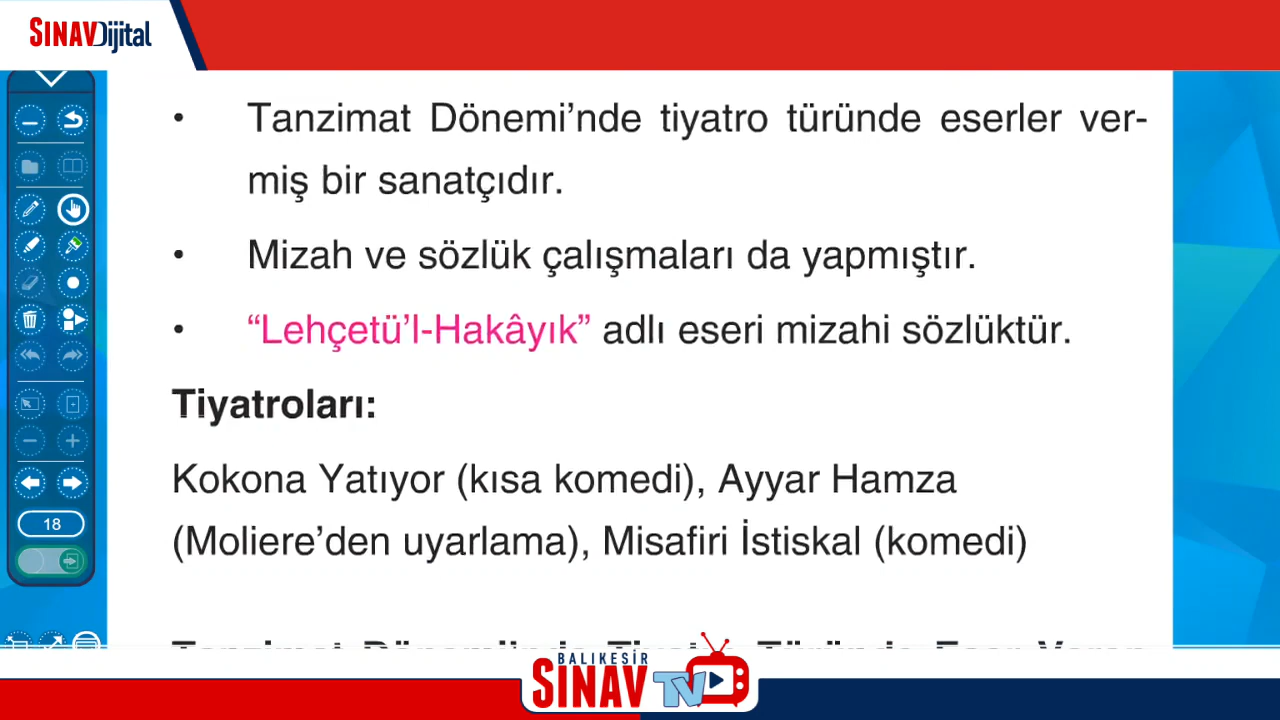 SINAVDijital
• Tanzimat Dönemi’nde tiyatro türünde eserler ver-
miş bir sanatçıdır.
• Mizah ve sözlük çalışmaları da yapmıştır.
• “Lehçetü’l-Hakâyık” adlı eseri mizahi sözlüktür.
Tiyatroları:
Kokona Yatıyor (kısa komedi), Ayyar Hamza
(Moliere’den uyarlama), Misafiri İstiskal (komedi)
18
BALIKESİR
SINAV TV